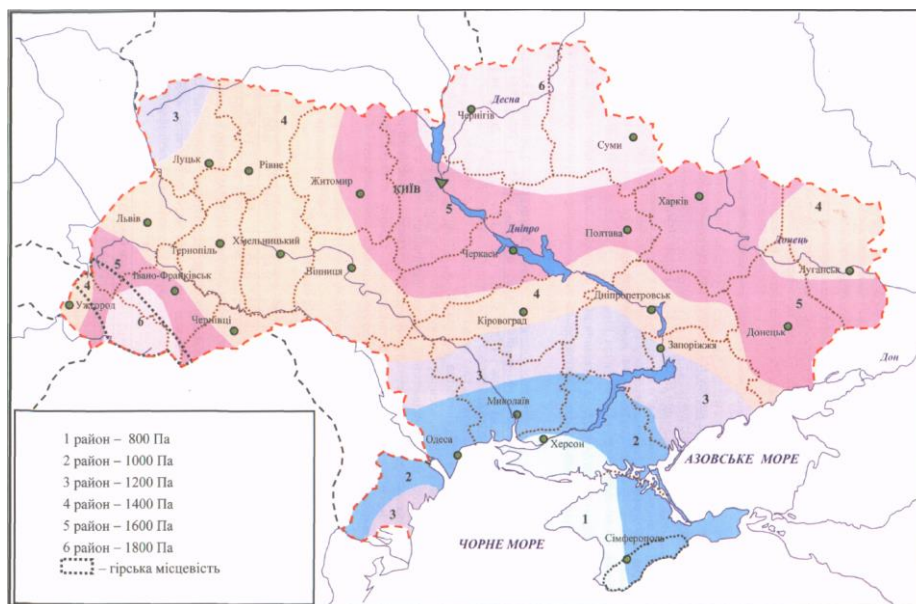 6
Десна
Чернігів
3
4
Суми
Луцьк
Рівне
Житомир
КИЇВ
Харків
5
4
Львів
Дніпро
Полтава
Донець
Тернопіль
Хмельницький
Черкаси
Луганськ
5
Івано-Франківськ
Вінниця
4
Ужгород
4
Дніпропетровськ
5
6
Чернівці
Кіровоград
Донецьк
Запоріжжя
Дон
3
3
Миколаїв
Одеса
Херсон
2
АЗОВСЬКЕ МОРЕ
2
3
4
1
Сімферополь
ЧОРНЕ МОРЕ
1 район – 800 Па
2 район – 1000 Па
3 район – 1200 Па
4 район – 1400 Па
5 район – 1600 Па
6 район – 1800 Па
– гірська місцевість